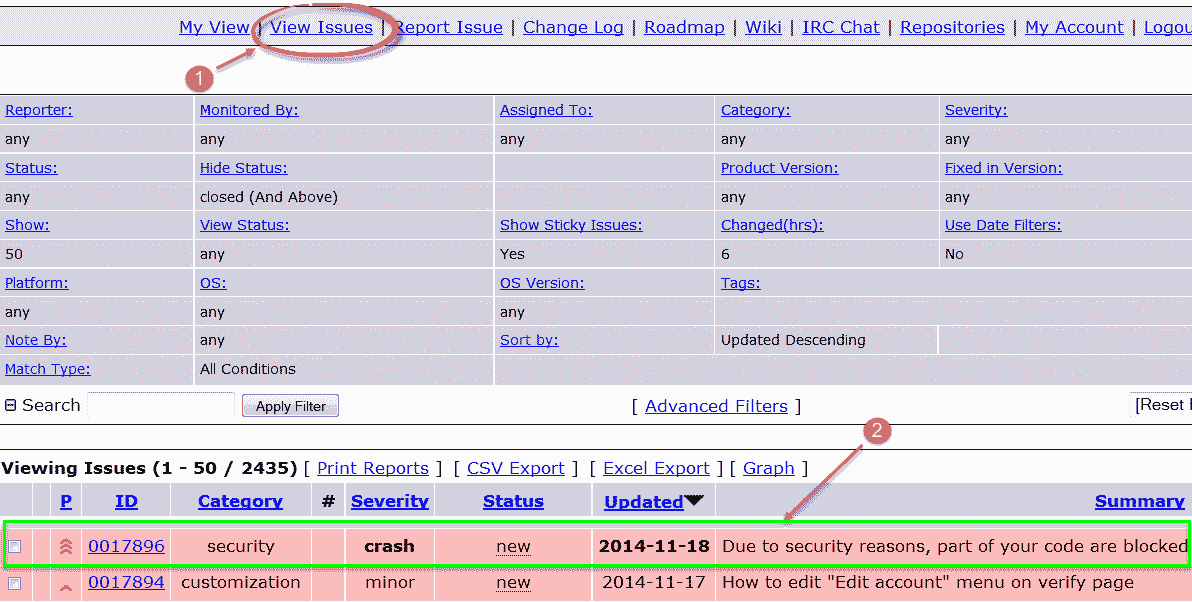 My View | View Issues | Report Issue | Change Log | Roadmap | Wiki | IRC Chat | Repositories | My Account | Logou
1
Reporter: Monitored By: Assigned To: Category: Severity:
any any any any any
Status: Hide Status: Product Version: Fixed in Version:
any closed (And Above) any any
Show: View Status: Show Sticky Issues: Changed(hrs): Use Date Filters:
50 any Yes 6 No
Platform: OS: OS Version: Tags:
any any any
Note By: any Sort by: Updated Descending
Match Type: All Conditions
Search Apply Filter [ Advanced Filters ] [Reset
2
Viewing Issues (1 - 50 / 2435) [ Print Reports ] [ CSV Export ] [ Excel Export ] [ Graph ]
P ID Category # Severity Status Updated Summary
0017896 security crash new 2014-11-18 Due to security reasons, part of your code are blocked
0017894 customization minor new 2014-11-17 How to edit "Edit account" menu on verify page